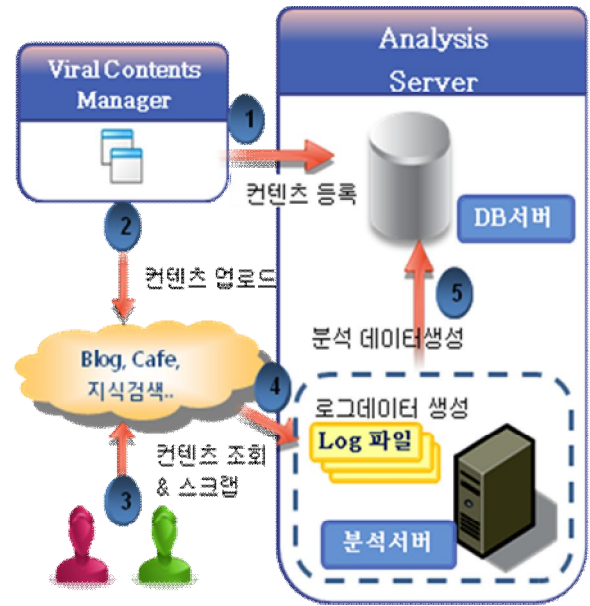 Viral Contents
Manager
Analysis
Server
1
컨텐츠 등록
DB서버
2
컨텐츠 업로드
5
분석 데이터생성
Blog, Cafe,
지식검색..
4
로그데이터 생성
Log 파일
컨텐츠 조회
& 스크랩
3
분석서버